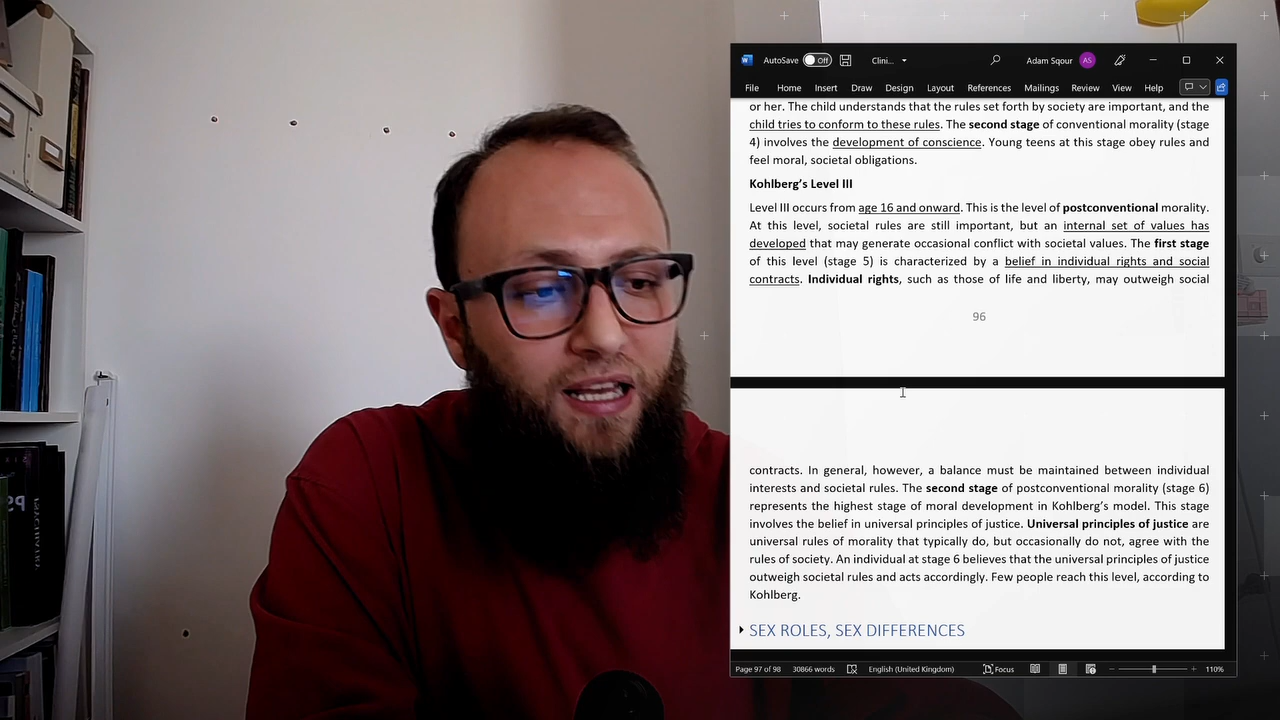 AutoSave Off Clini... Adam Sqour AS
File Home Insert Draw Design Layout References Mailings Review View Help
or her. The child understands that the rules set forth by society are important, and the
child tries to conform to these rules. The second stage of conventional morality (stage
4) involves the development of conscience. Young teens at this stage obey rules and
feel moral, societal obligations.
Kohlberg’s Level III
Level III occurs from age 16 and onward. This is the level of postconventional morality.
At this level, societal rules are still important, but an internal set of values has
developed that may generate occasional conflict with societal values. The first stage
of this level (stage 5) is characterized by a belief in individual rights and social
contracts. Individual rights, such as those of life and liberty, may outweigh social
96
contracts. In general, however, a balance must be maintained between individual
interests and societal rules. The second stage of postconventional morality (stage 6)
represents the highest stage of moral development in Kohlberg’s model. This stage
involves the belief in universal principles of justice. Universal principles of justice are
universal rules of morality that typically do, but occasionally do not, agree with the
rules of society. An individual at stage 6 believes that the universal principles of justice
outweigh societal rules and acts accordingly. Few people reach this level, according to
Kohlberg.
SEX ROLES, SEX DIFFERENCES
Page 97 of 98 30866 words English (United Kingdom) Focus 110%